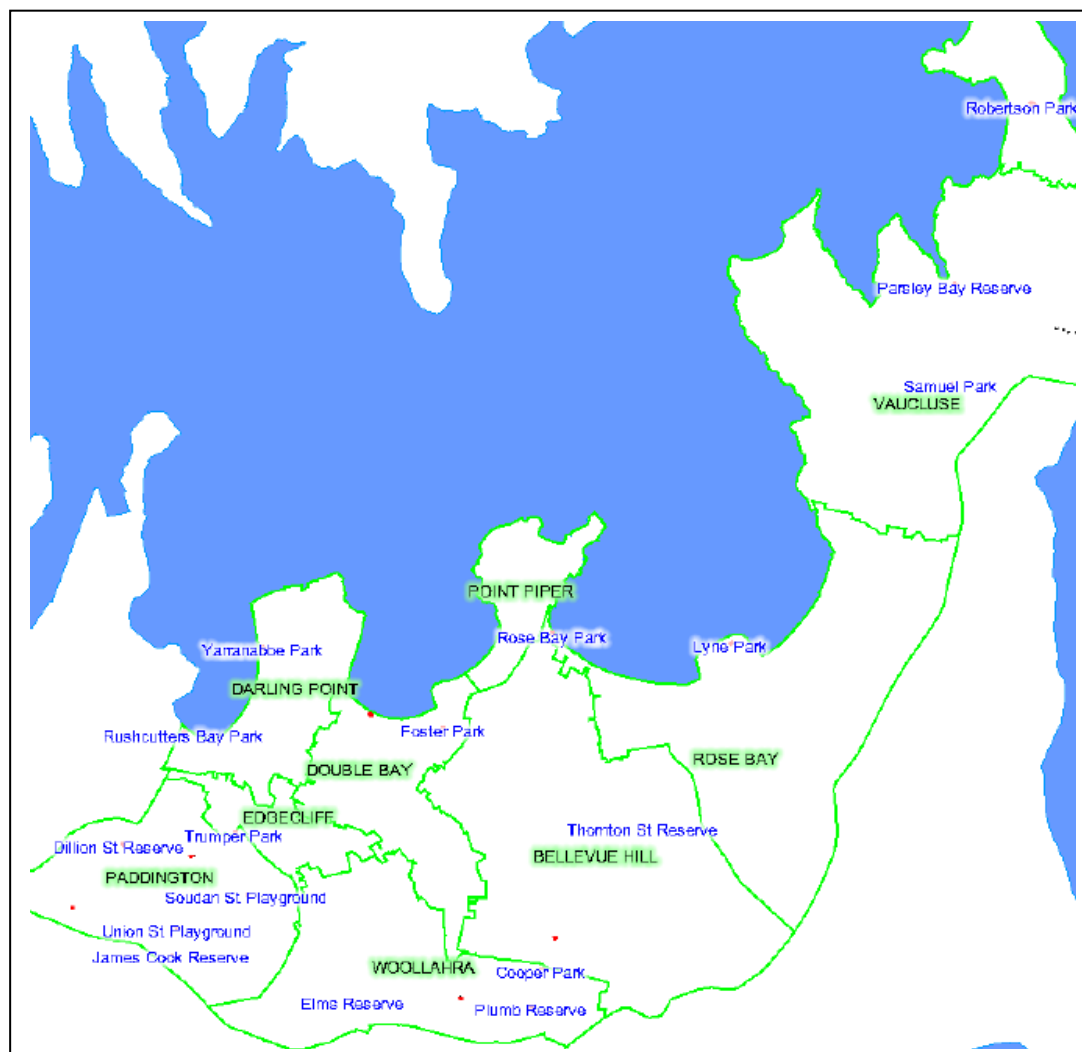 Robertson Park
Parsley Bay Reserve
Samuel Park
VAUCLUSE
POINT PIPER
Rose Bay Park
Lyne Park
Yarranabbe Park
DARLING POINT
Rushcutters Bay Park
Foster Park
ROSE BAY
DOUBLE BAY
EDGECLIFF
Thornton St Reserve
Trumper Park
Dillion St Reserve
BELLEVUE HILL
PADDINGTON
Soudan St Playground
Union St Playground
James Cook Reserve
WOOLLAHRA
Cooper Park
Elms Reserve
Plumb Reserve